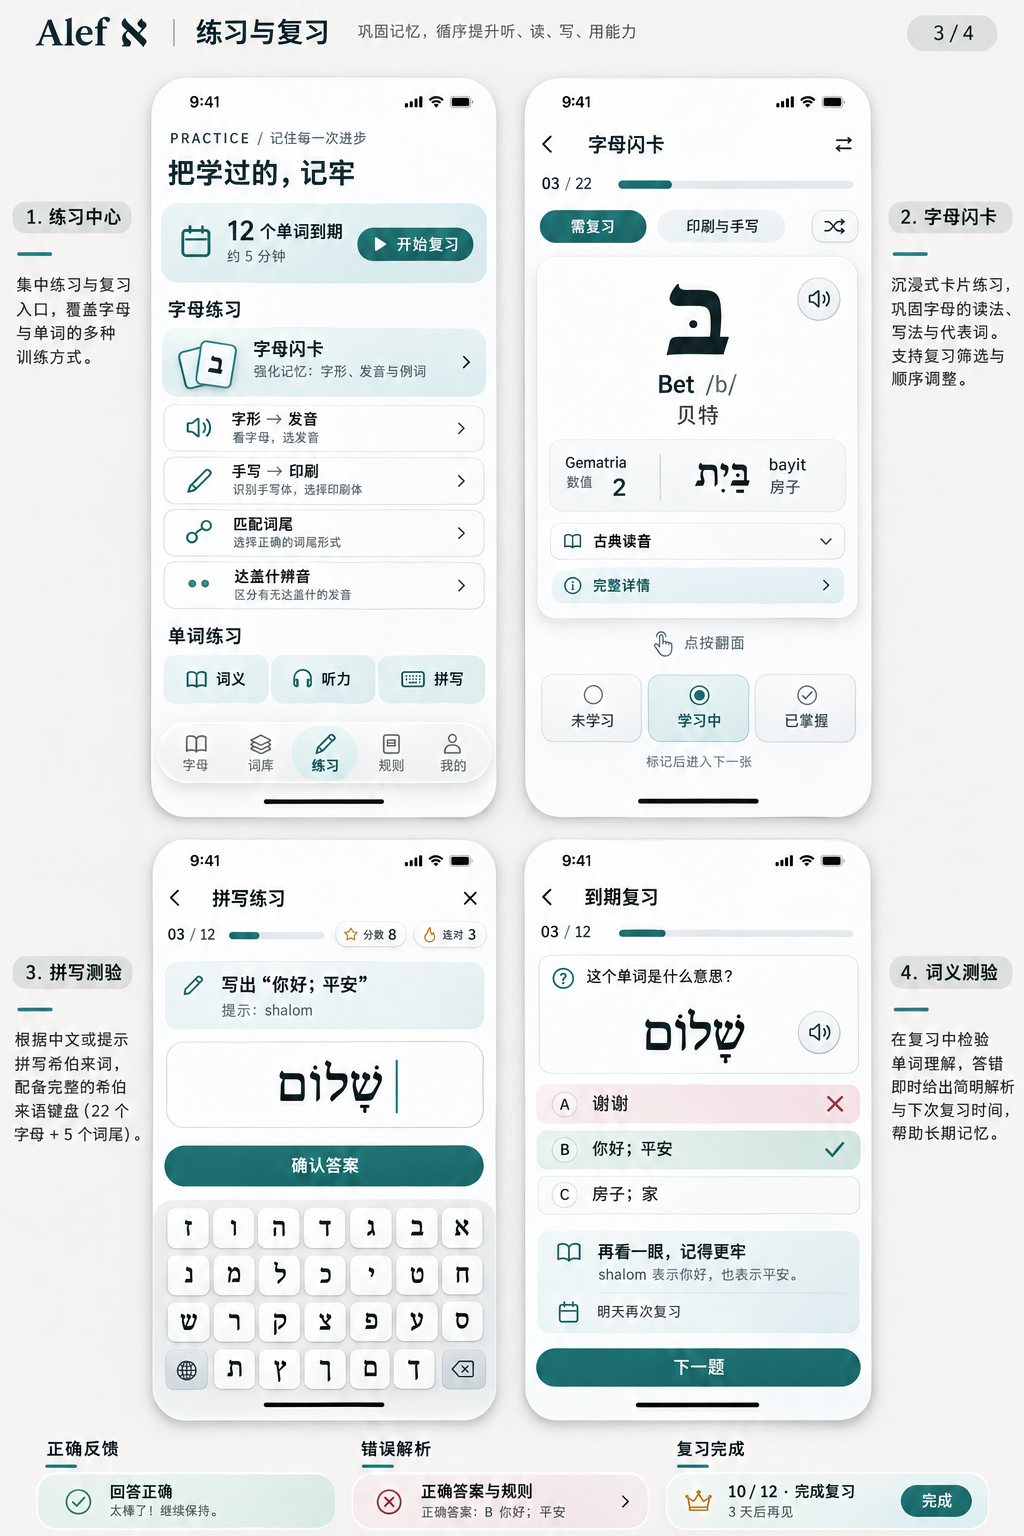 Alef א
练习与复习
巩固记忆，循序提升听、读、写、用能力
3 / 4
1. 练习中心
集中练习与复习
入口，覆盖字母
与单词的多种
训练方式。
9:41
PRACTICE / 记住每一次进步
把学过的，记牢
12 个单词到期
约 5 分钟
开始复习
字母练习
ב
字母闪卡
强化记忆：字形、发音与例词
字形 → 发音
看字母，选发音
手写 → 印刷
识别手写体，选择印刷体
匹配词尾
选择正确的词尾形式
达盖什辨音
区分有无达盖什的发音
单词练习
词义
听力
拼写
字母
词库
练习
规则
我的
9:41
字母闪卡
03 / 22
需复习
印刷与手写
בּ
Bet /b/
贝特
Gematria
数值 2
בַּיִת
bayit
房子
古典读音
完整详情
点按翻面
未学习
学习中
已掌握
标记后进入下一张
2. 字母闪卡
沉浸式卡片练习，
巩固字母的读法、
写法与代表词。
支持复习筛选与
顺序调整。
3. 拼写测验
根据中文或提示
拼写希伯来词，
配备完整的希伯
来语键盘 (22 个
字母 + 5 个词尾) 。
9:41
拼写练习
03 / 12
分数 8
连对 3
写出 “你好；平安”
提示：shalom
שָׁלוֹם
确认答案
ז ו ה ד ג ב א
נ מ ל כ י ט ח
ש ר ק צ פ ע ס
ת ץ ך ם ד
9:41
到期复习
03 / 12
这个单词是什么意思？
שָׁלוֹם
A 谢谢
B 你好；平安
C 房子；家
再看一眼，记得更牢
shalom 表示你好，也表示平安。
明天再次复习
下一题
4. 词义测验
在复习中检验
单词理解，答错
即时给出简明解析
与下次复习时间，
帮助长期记忆。
正确反馈
回答正确
太棒了！继续保持。
错误解析
正确答案与规则
正确答案：B 你好；平安
复习完成
10 / 12 · 完成复习
3 天后再见
完成